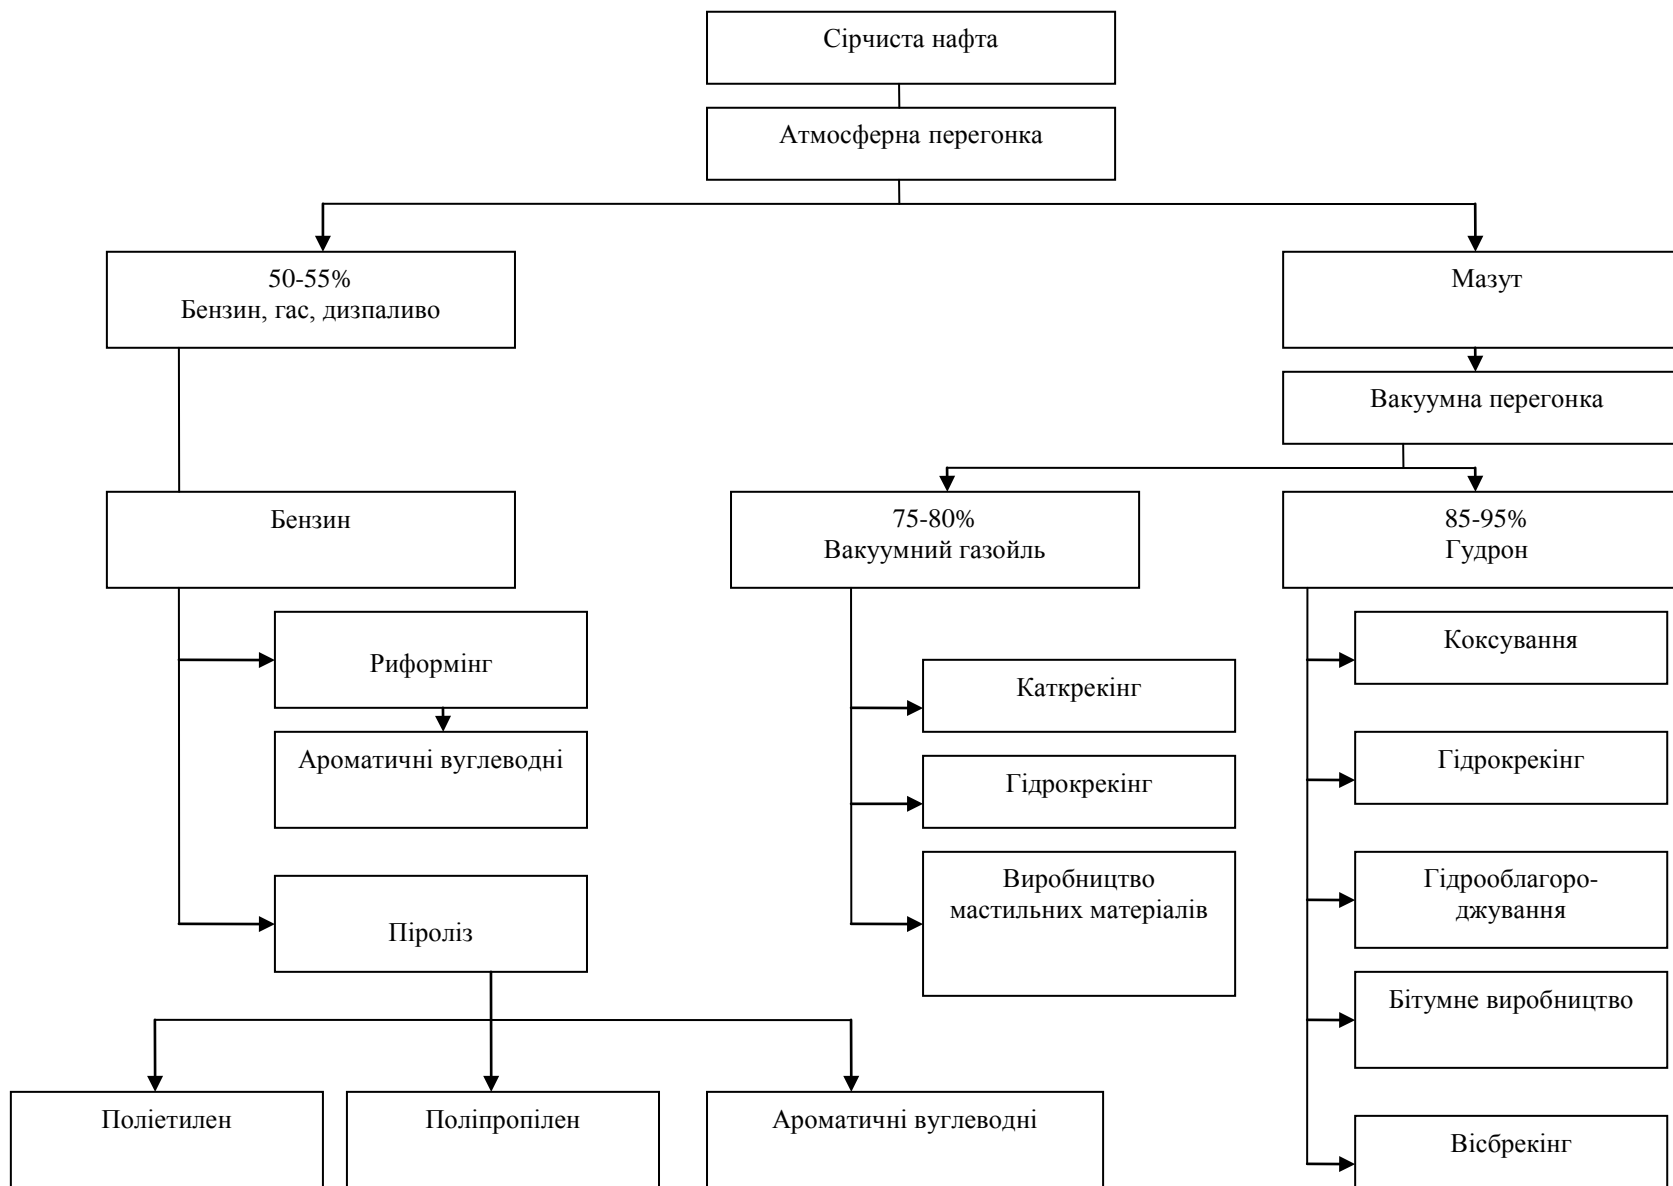 Сірчиста нафта
Атмосферна перегонка
50-55%
Бензин, гас, дизпаливо
Мазут
Вакуумна перегонка
Бензин
75-80%
Вакуумний газойль
85-95%
Гудрон
Риформінг
Ароматичні вуглеводні
Піроліз
Поліетилен
Поліпропілен
Ароматичні вуглеводні
Каткрекінг
Гідрокрекінг
Виробництво
мастильних матеріалів
Коксування
Гідрокрекінг
Гідрооблагоро-
джування
Бітумне виробництво
Вісбрекінг